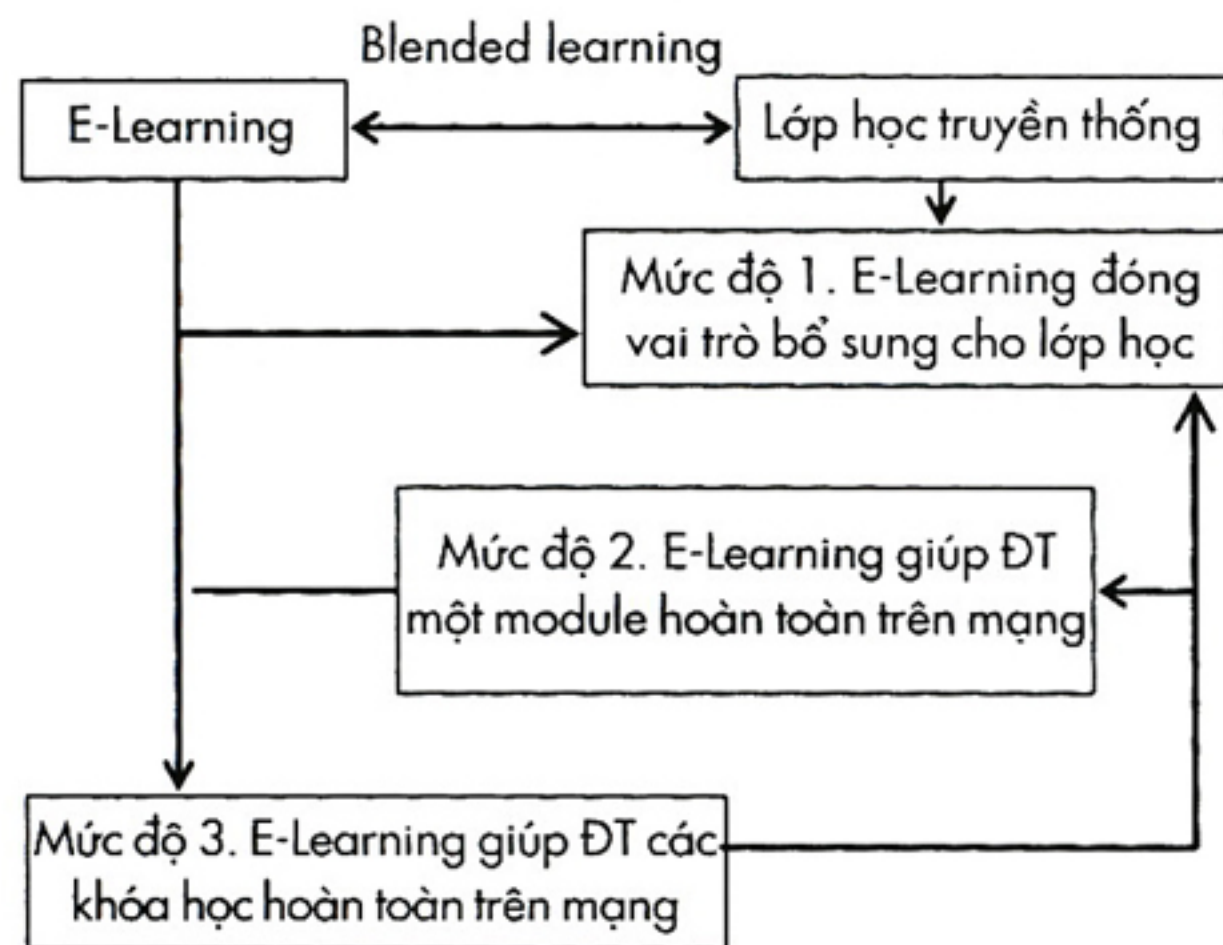 Blended learning
E-Learning
Lớp học truyền thống
Mức độ 1. E-Learning đóng
vai trò bổ sung cho lớp học
Mức độ 2. E-Learning giúp ĐT
một module hoàn toàn trên mạng
Mức độ 3. E-Learning giúp ĐT các
khóa học hoàn toàn trên mạng